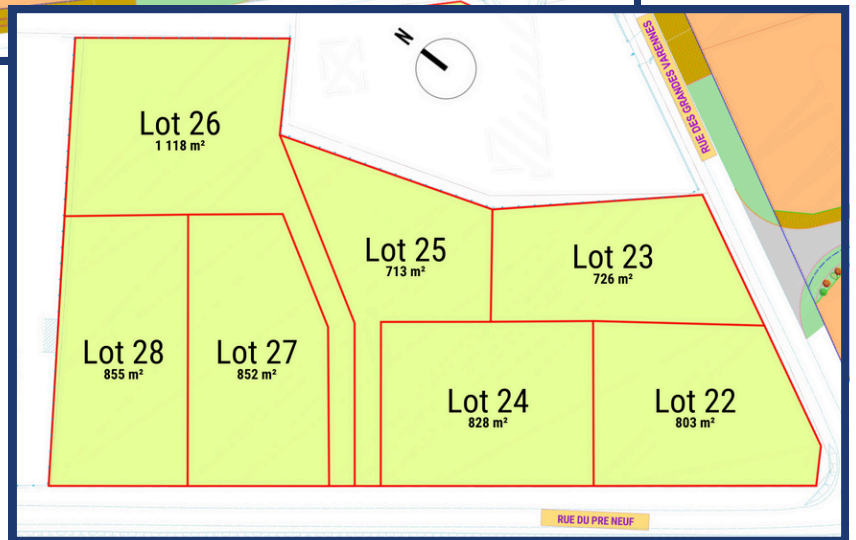 N
RUE DES GRANDES VARENNES
Lot 26
1 118 m²
Lot 25
713 m²
Lot 23
726 m²
Lot 28
855 m²
Lot 27
852 m²
Lot 24
828 m²
Lot 22
803 m²
RUE DU PRE NEUF